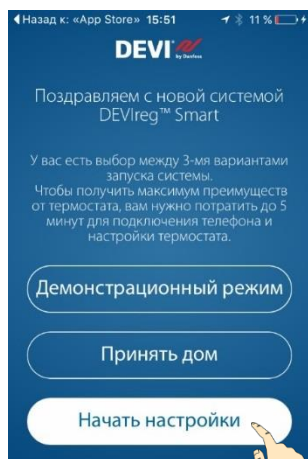 Назад к: «App Store» 15:51 11 %
DEVI
by Danfoss
Поздравляем с новой системой
DEVIreg™ Smart
У вас есть выбор между 3-мя вариантами
запуска системы.
Чтобы получить максимум преимуществ
от термостата, вам нужно потратить до 5
минут для подключения телефона и
настройки термостата.
Демонстрационный режим
Принять дом
Начать настройки